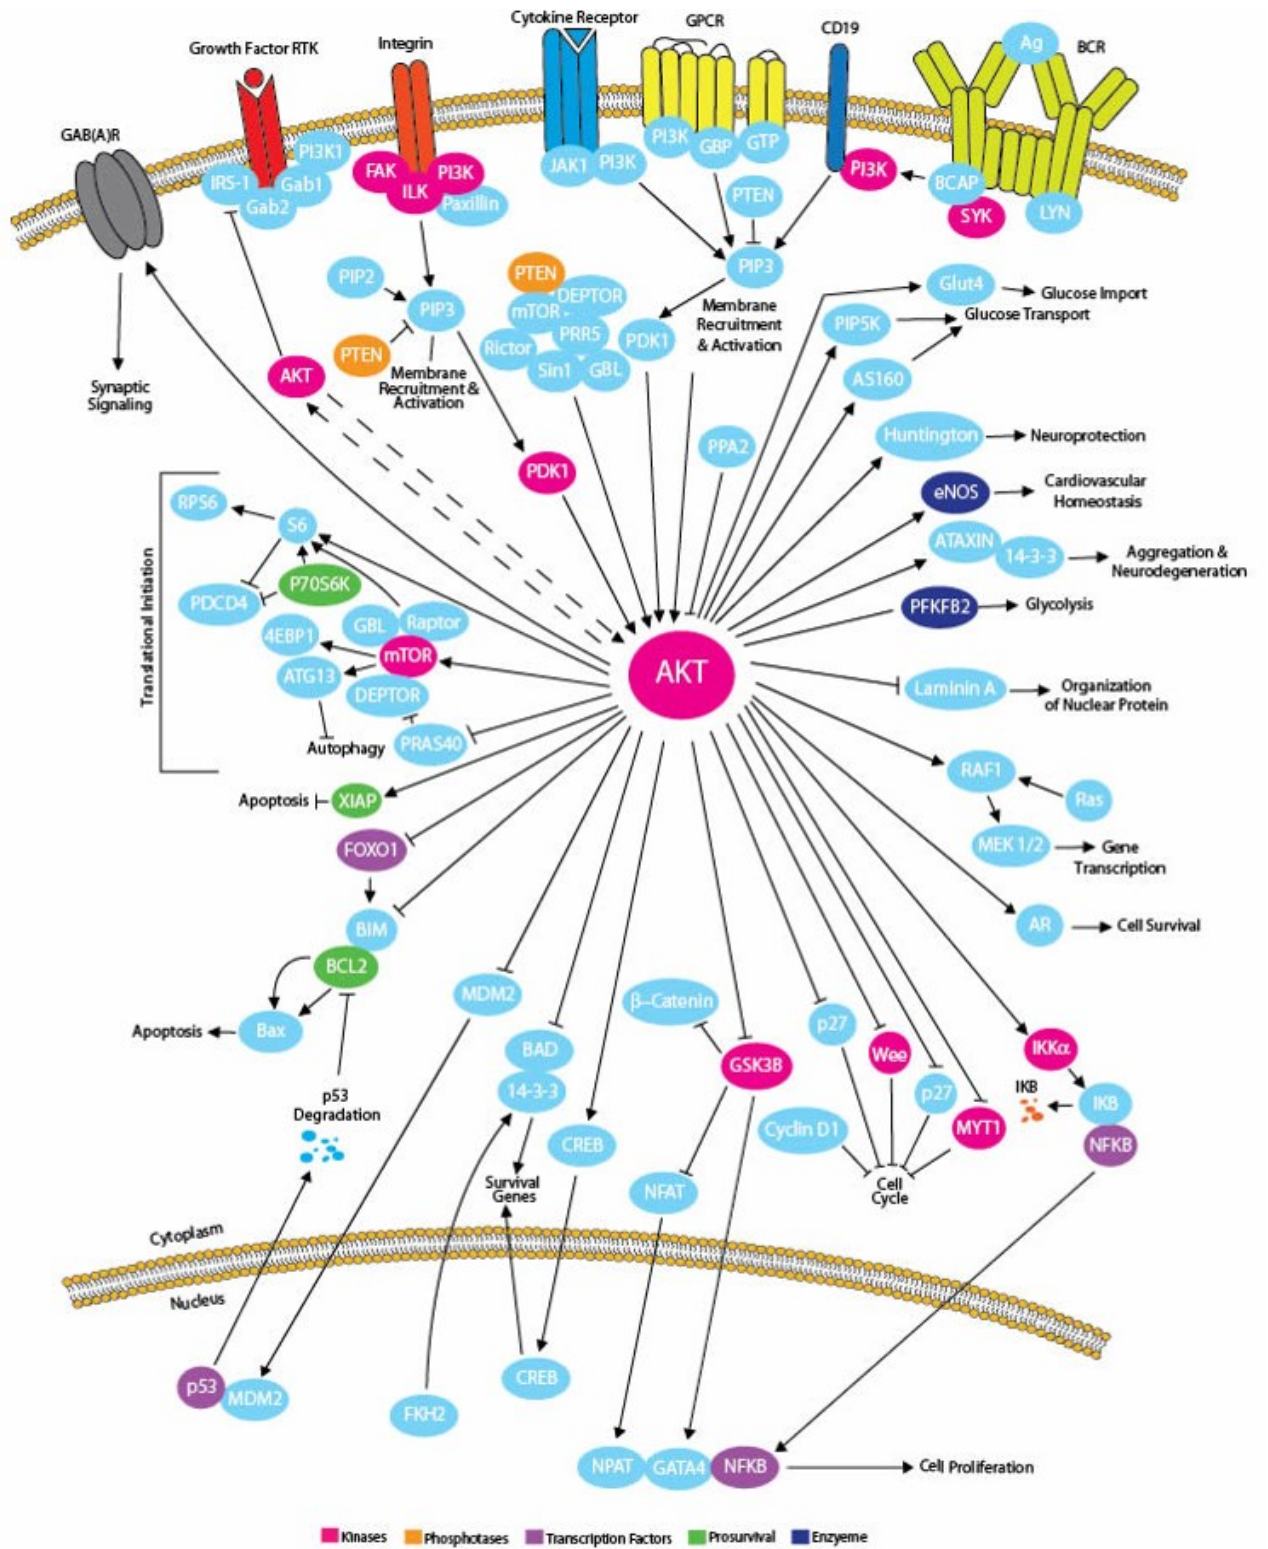 Cytokine Receptor
GPCR
CD19
Growth Factor RTK
Integrin
Ag
BCR
GAB(A)R
PI3K1
IRS-1
Gab1
Gab2
FAK
PI3K
ILK
Paxillin
JAK1
PI3K
PI3K
GBP
GTP
PI3K
BCAP
SYK
LYN
PTEN
PIP3
PIP2
PIP3
PTEN
PTEN
DEPTOR
mTOR
PRR5
Rictor
Sin1
GBL
PDK1
Membrane
Recruitment
& Activation
Glut4
Glucose Import
PIP5K
Glucose Transport
AS160
AKT
Membrane
Recruitment &
Activation
Synaptic
Signaling
PDK1
PPA2
Huntington
Neuroprotection
eNOS
Cardiovascular
Homeostasis
ATAXIN
14-3-3
Aggregation &
Neurodegeneration
PFKFB2
Glycolysis
Translational Initiation
RPS6
S6
P70S6K
PDCD4
GBL
Raptor
4EBP1
mTOR
ATG13
DEPTOR
Autophagy
PRAS40
AKT
Laminin A
Organization
of Nuclear Protein
RAF1
Ras
MEK 1/2
Gene
Transcription
AR
Cell Survival
Apoptosis
XIAP
FOXO1
BIM
BCL2
Bax
Apoptosis
p53
Degradation
MDM2
BAD
14-3-3
CREB
Survival
Genes
β–Catenin
GSK3B
NFAT
p27
Wee
p27
MYT1
Cyclin D1
Cell
Cycle
IKKα
IKB
IKB
NFKB
Cytoplasm
Nucleus
p53
MDM2
FKH2
CREB
NPAT
GATA4
NFKB
Cell Proliferation
Kinases
Phosphotases
Transcription Factors
Prosurvival
Enzyeme